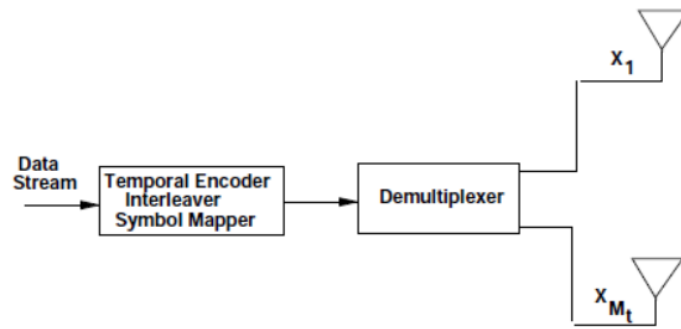 Data
Stream
Temporal Encoder
Interleaver
Symbol Mapper
Demultiplexer
X1
XMt